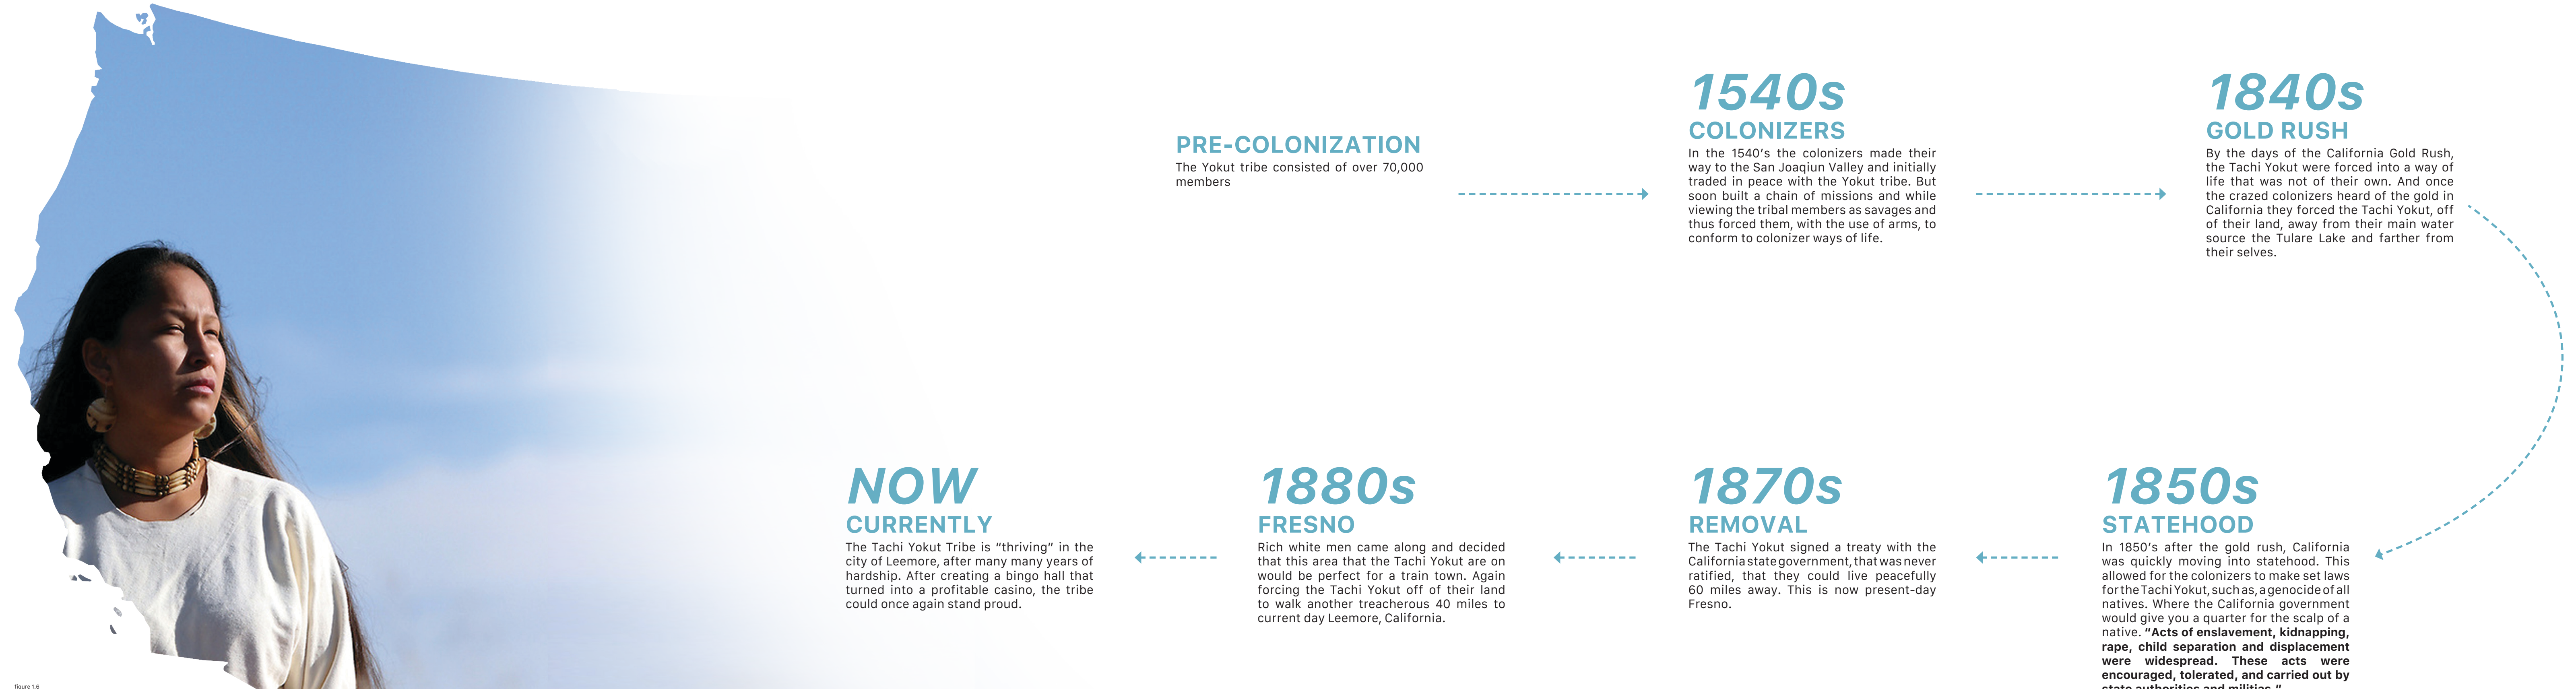 PRE-COLONIZATION
The Yokut tribe consisted of over 70,000
members
1540s
COLONIZERS
In the 1540's the colonizers made their
way to the San Joaqiun Valley and initially
traded in peace with the Yokut tribe. But
soon built a chain of missions and while
viewing the tribal members as savages and
thus forced them, with the use of arms, to
conform to colonizer ways of life.
1840s
GOLD RUSH
By the days of the California Gold Rush,
the Tachi Yokut were forced into a way of
life that was not of their own. And once
the crazed colonizers heard of the gold in
California they forced the Tachi Yokut, off
of their land, away from their main water
source the Tulare Lake and farther from
their selves.
1850s
STATEHOOD
In 1850's after the gold rush, California
was quickly moving into statehood. This
allowed for the colonizers to make set laws
for the Tachi Yokut, such as, a genocide of all
natives. Where the California government
would give you a quarter for the scalp of a
native. "Acts of enslavement, kidnapping,
rape, child separation and displacement
were widespread. These acts were
encouraged, tolerated, and carried out by
state authorities and militias."
1870s
REMOVAL
The Tachi Yokut signed a treaty with the
California state government, that was never
ratified, that they could live peacefully
60 miles away. This is now present-day
Fresno.
1880s
FRESNO
Rich white men came along and decided
that this area that the Tachi Yokut are on
would be perfect for a train town. Again
forcing the Tachi Yokut off of their land
to walk another treacherous 40 miles to
current day Leemore, California.
NOW
CURRENTLY
The Tachi Yokut Tribe is "thriving" in the
city of Leemore, after many many years of
hardship. After creating a bingo hall that
turned into a profitable casino, the tribe
could once again stand proud.
figure 1.6